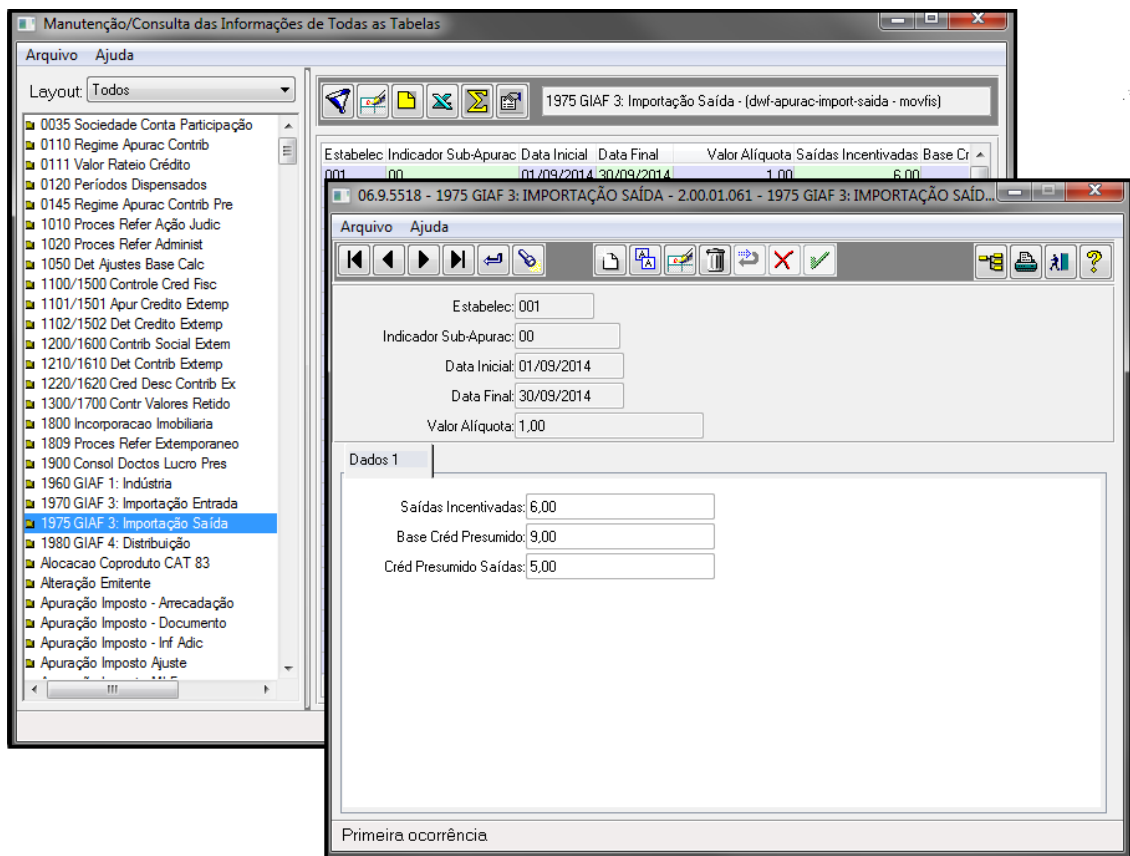 Manutenção/Consulta das Informações de Todas as Tabelas
Arquivo Ajuda
Layout: Todos
0035 Sociedade Conta Participação
0110 Regime Apurac Contrib
0111 Valor Rateio Crédito
0120 Períodos Dispensados
0145 Regime Apurac Contrib Pre
1010 Proces Refer Ação Judic
1020 Proces Refer Administ
1050 Det Ajustes Base Calc
1100/1500 Controle Cred Fisc
1101/1501 Apur Credito Extemp
1102/1502 Det Credito Extemp
1200/1600 Contrib Social Extem
1210/1610 Det Contrib Extemp
1220/1620 Cred Desc Contrib Ex
1300/1700 Contr Valores Retido
1800 Incorporacao Imobiliaria
1809 Proces Refer Extemporaneo
1900 Consol Doctos Lucro Pres
1960 GIAF 1: Indústria
1970 GIAF 3: Importação Entrada
1975 GIAF 3: Importação Saída
1980 GIAF 4: Distribuição
Alocacao Coproduto CAT 83
Alteração Emitente
Apuração Imposto - Arrecadação
Apuração Imposto - Documento
Apuração Imposto - Inf Adic
Apuração Imposto Ajuste
1975 GIAF 3: Importação Saída - (dwf-apurac-import-saida - movfis)
Estabelec Indicador Sub-Apurac Data Inicial Data Final Valor Alíquota Saídas Incentivadas Base Cr
001 00 01/09/2014 30/09/2014 1,00 6,00
06.9.5518 - 1975 GIAF 3: IMPORTAÇÃO SAÍDA - 2.00.01.061 - 1975 GIAF 3: IMPORTAÇÃO SAÍD...
Arquivo Ajuda
Estabelec: 001
Indicador Sub-Apurac: 00
Data Inicial: 01/09/2014
Data Final: 30/09/2014
Valor Alíquota: 1,00
Dados 1
Saídas Incentivadas: 6,00
Base Créd Presumido: 9,00
Créd Presumido Saídas: 5,00
Primeira ocorrência